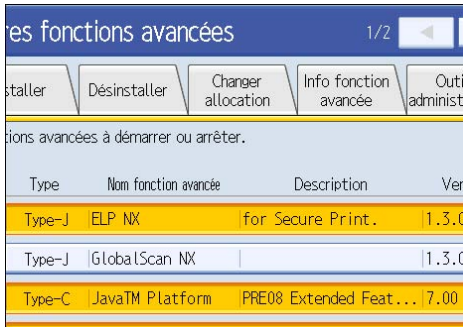 res fonctions avancées 1/2
staller Désinstaller Changer allocation Info fonction avancée Outi administ
tions avancées à démarrer ou arrêter.
Type Nom fonction avancée Description Ver
Type-J ELP NX for Secure Print. 1.3.0
Type-J GlobalScan NX 1.3.0
Type-C JavaTM Platform PRE08 Extended Feat... 7.00